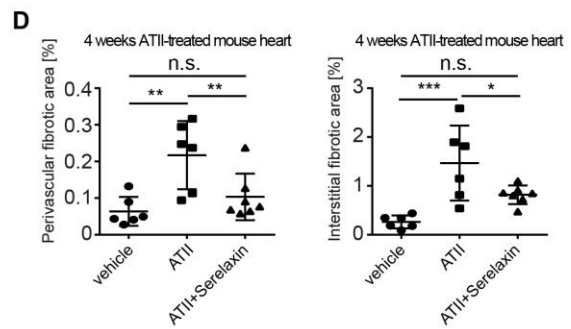 D
4 weeks ATII-treated mouse heart
Perivascular fibrotic area [%]
n.s.
** **
0.4
0.3
0.2
0.1
0
vehicle
ATII
ATII+Serelaxin
4 weeks ATII-treated mouse heart
Interstitial fibrotic area [%]
n.s.
*** *
3
2
1
0
vehicle
ATII
ATII+Serelaxin